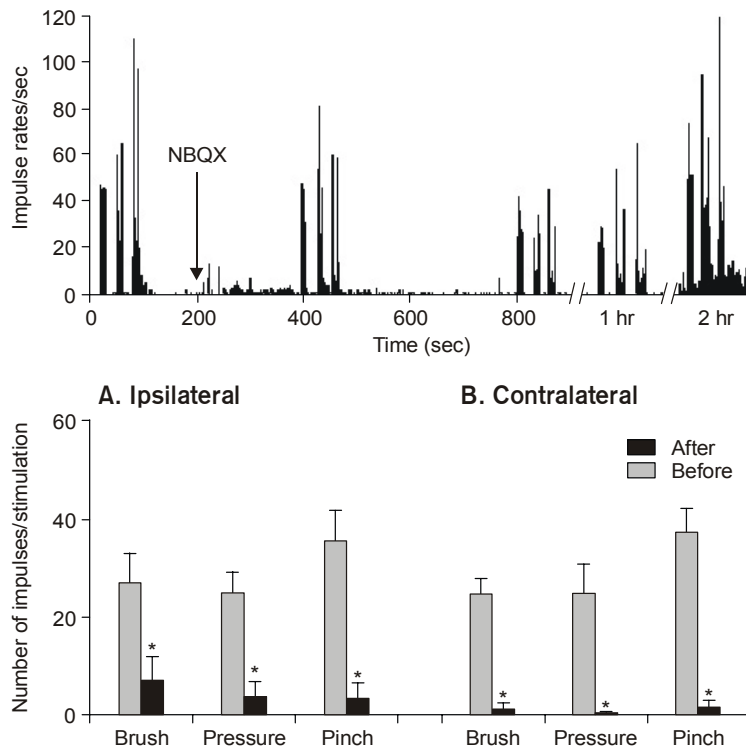 120
100
80
60
40
20
0
Impulse rates/sec
NBQX
0 200 400 600 800 1 hr 2 hr
Time (sec)
A. Ipsilateral B. Contralateral
60
40
20
0
Number of impulses/stimulation
After
Before
* * * * * *
Brush Pressure Pinch Brush Pressure Pinch